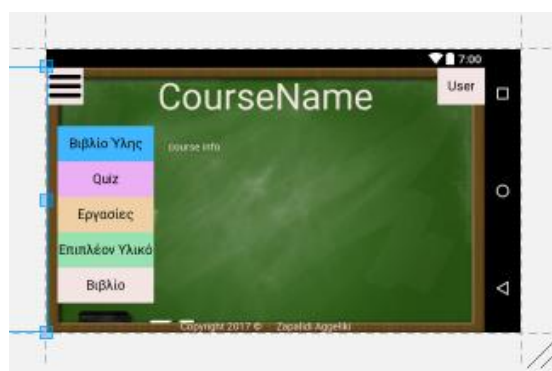 7:00
CourseName
User
Βιβλίο Ύλης
course info
Quiz
Εργασίες
Επιπλέον Υλικό
Βιβλίο
Copyright 2017 © Zapalidi Aggeliki